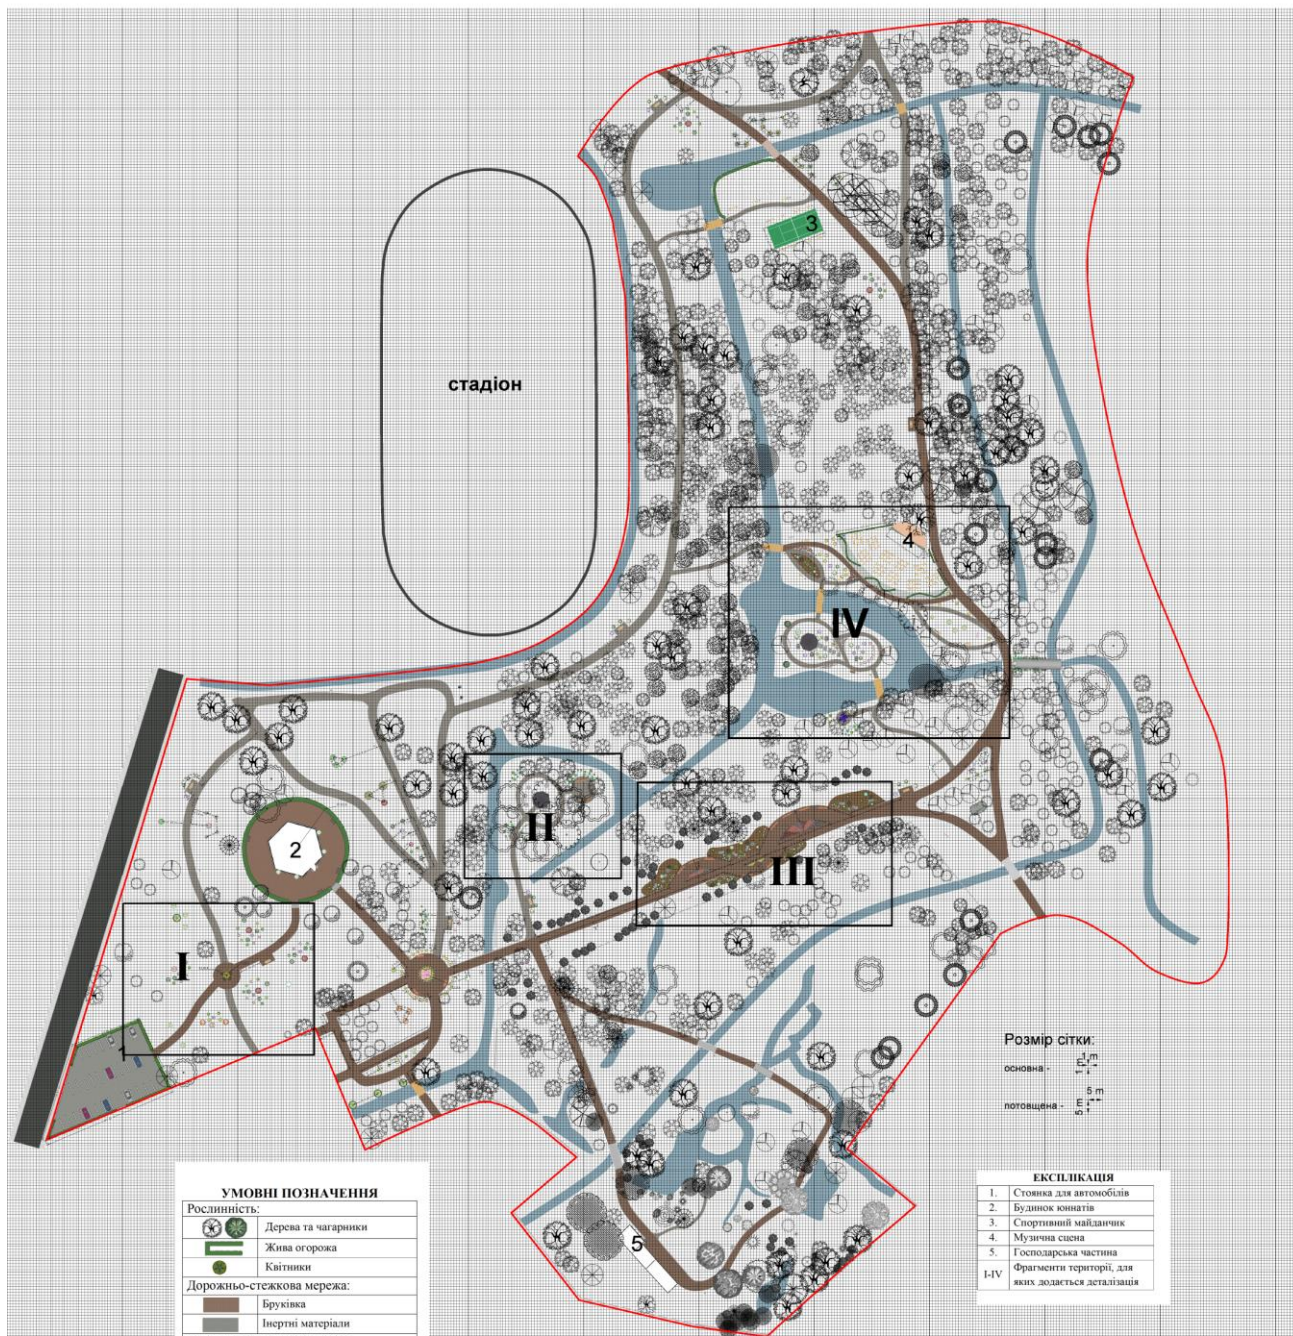 3
стадіон
4
IV
2
II
III
I
1
5
Розмір сітки:
основна -
1 m
потовщена -
5 m
5
УМОВНІ ПОЗНАЧЕННЯ
Рослинність:
Дерева та чагарники
Жива огорожа
Квітники
Дорожньо-стежкова мережа:
Бруківка
Інертні матеріали
ЕКСПЛІКАЦІЯ
1. Стоянка для автомобілів
2. Будинок юннатів
3. Спортивний майданчик
4. Музична сцена
5. Господарська частина
I-IV Фрагменти території, для
яких додається деталізація